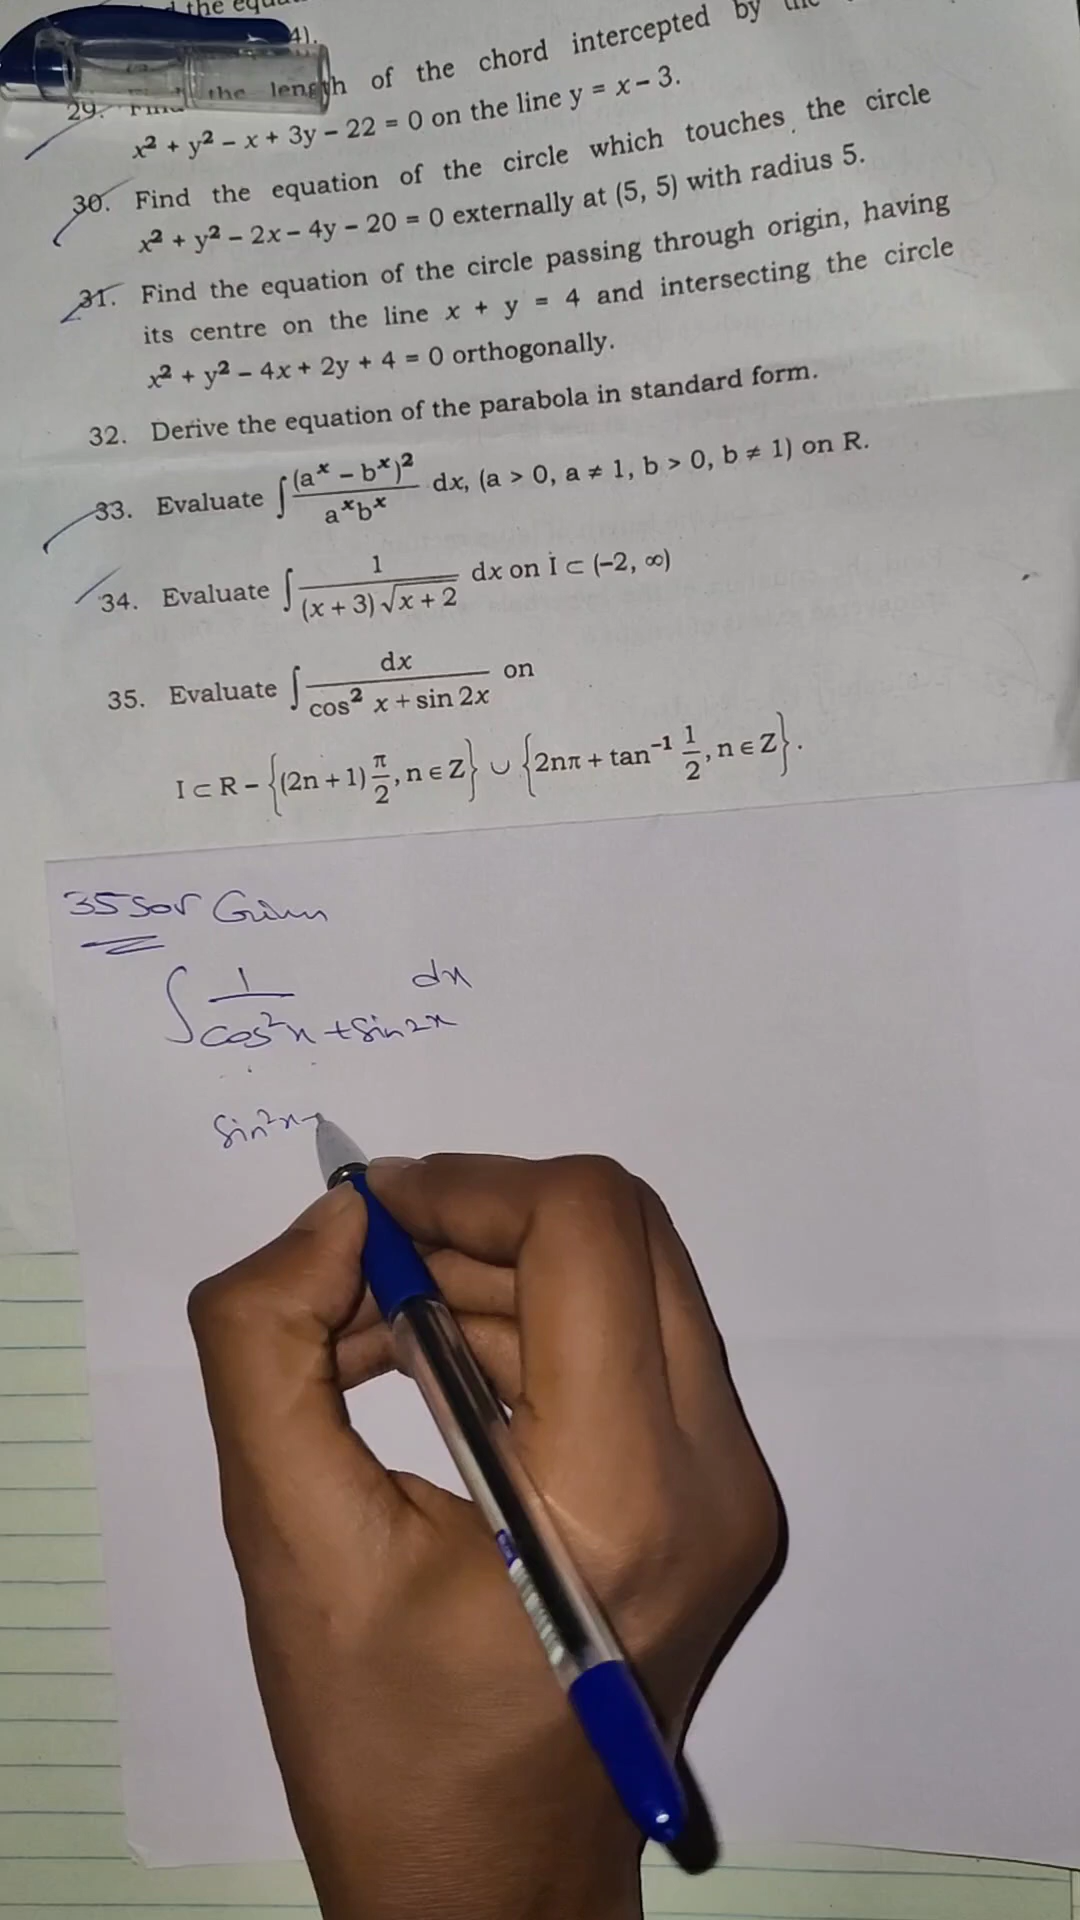 the equ
4).
29. Find the length of the chord intercepted by the
x² + y² – x + 3y – 22 = 0 on the line y = x – 3.
30. Find the equation of the circle which touches the circle
x² + y² – 2x – 4y – 20 = 0 externally at (5, 5) with radius 5.
31. Find the equation of the circle passing through origin, having
its centre on the line x + y = 4 and intersecting the circle
x² + y² – 4x + 2y + 4 = 0 orthogonally.
32. Derive the equation of the parabola in standard form.
33. Evaluate ∫ (aˣ – bˣ)² / aˣbˣ dx, (a > 0, a ≠ 1, b > 0, b ≠ 1) on R.
34. Evaluate ∫ 1 / (x + 3) √x + 2 dx on I ⊂ (–2, ∞)
35. Evaluate ∫ dx / cos² x + sin 2x on
I ⊂ R – {(2n + 1) π/2, n ∈ Z} ∪ {2nπ + tan⁻¹ 1/2, n ∈ Z}.
35 Sol Given
∫ 1 / cos²x + sin2x dx
sin2x